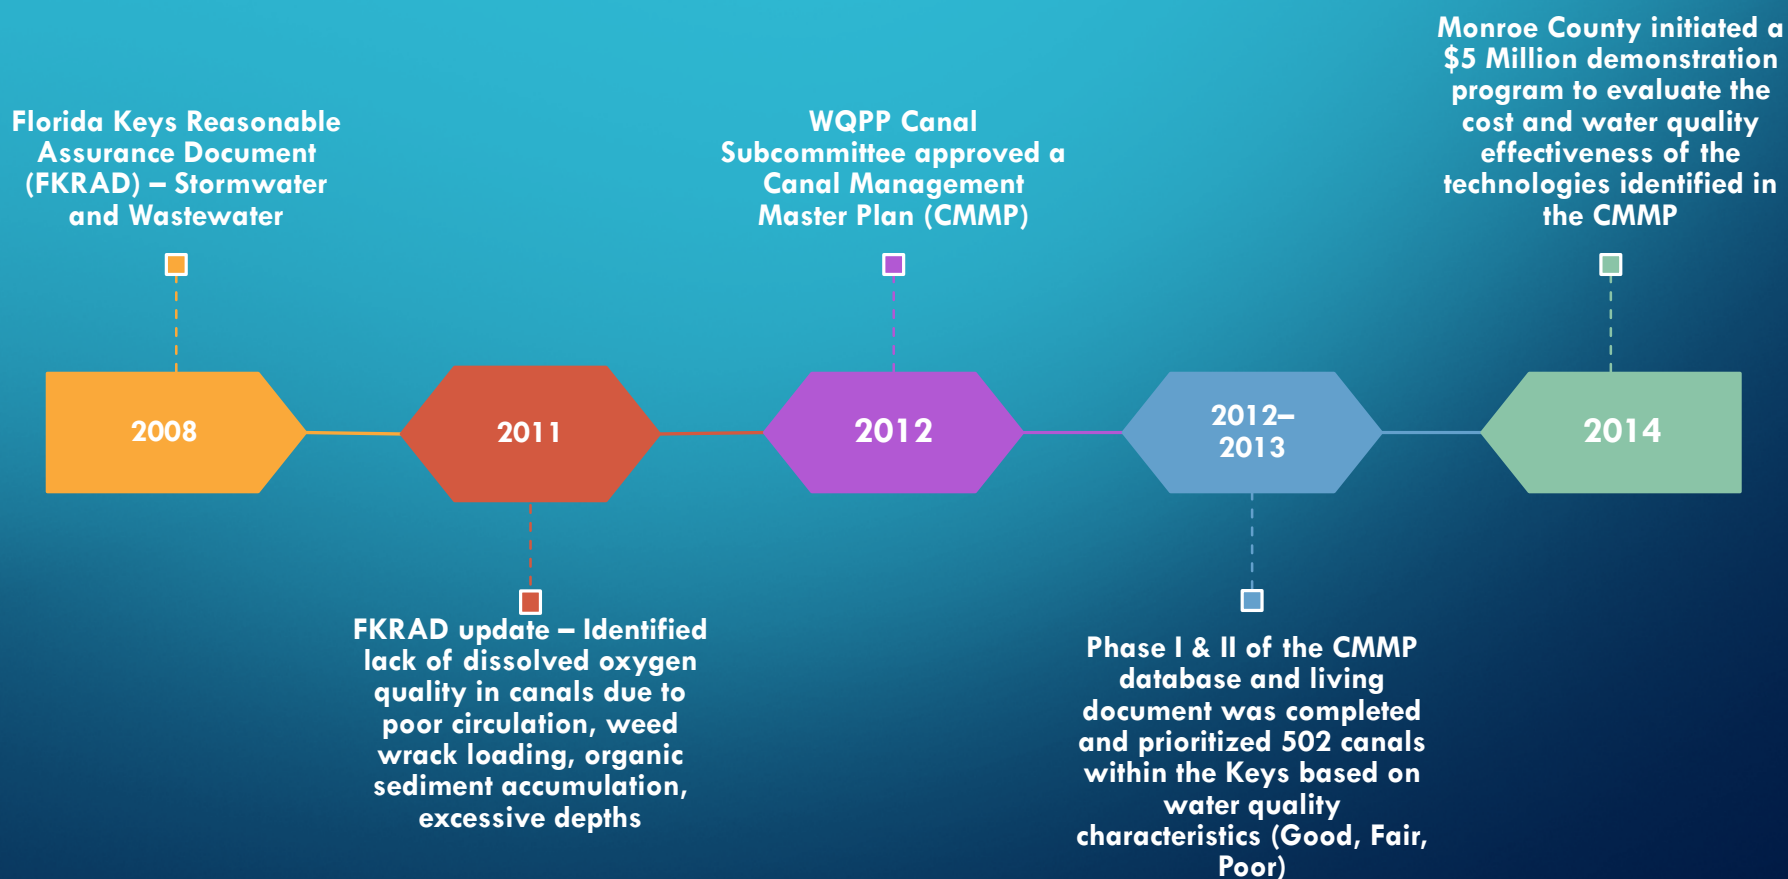 Florida Keys Reasonable
Assurance Document
(FKRAD) – Stormwater
and Wastewater
WQPP Canal
Subcommittee approved a
Canal Management
Master Plan (CMMP)
Monroe County initiated a
$5 Million demonstration
program to evaluate the
cost and water quality
effectiveness of the
technologies identified in
the CMMP
2008
2011
2012
2012–
2013
2014
FKRAD update – Identified
lack of dissolved oxygen
quality in canals due to
poor circulation, weed
wrack loading, organic
sediment accumulation,
excessive depths
Phase I & II of the CMMP
database and living
document was completed
and prioritized 502 canals
within the Keys based on
water quality
characteristics (Good, Fair,
Poor)